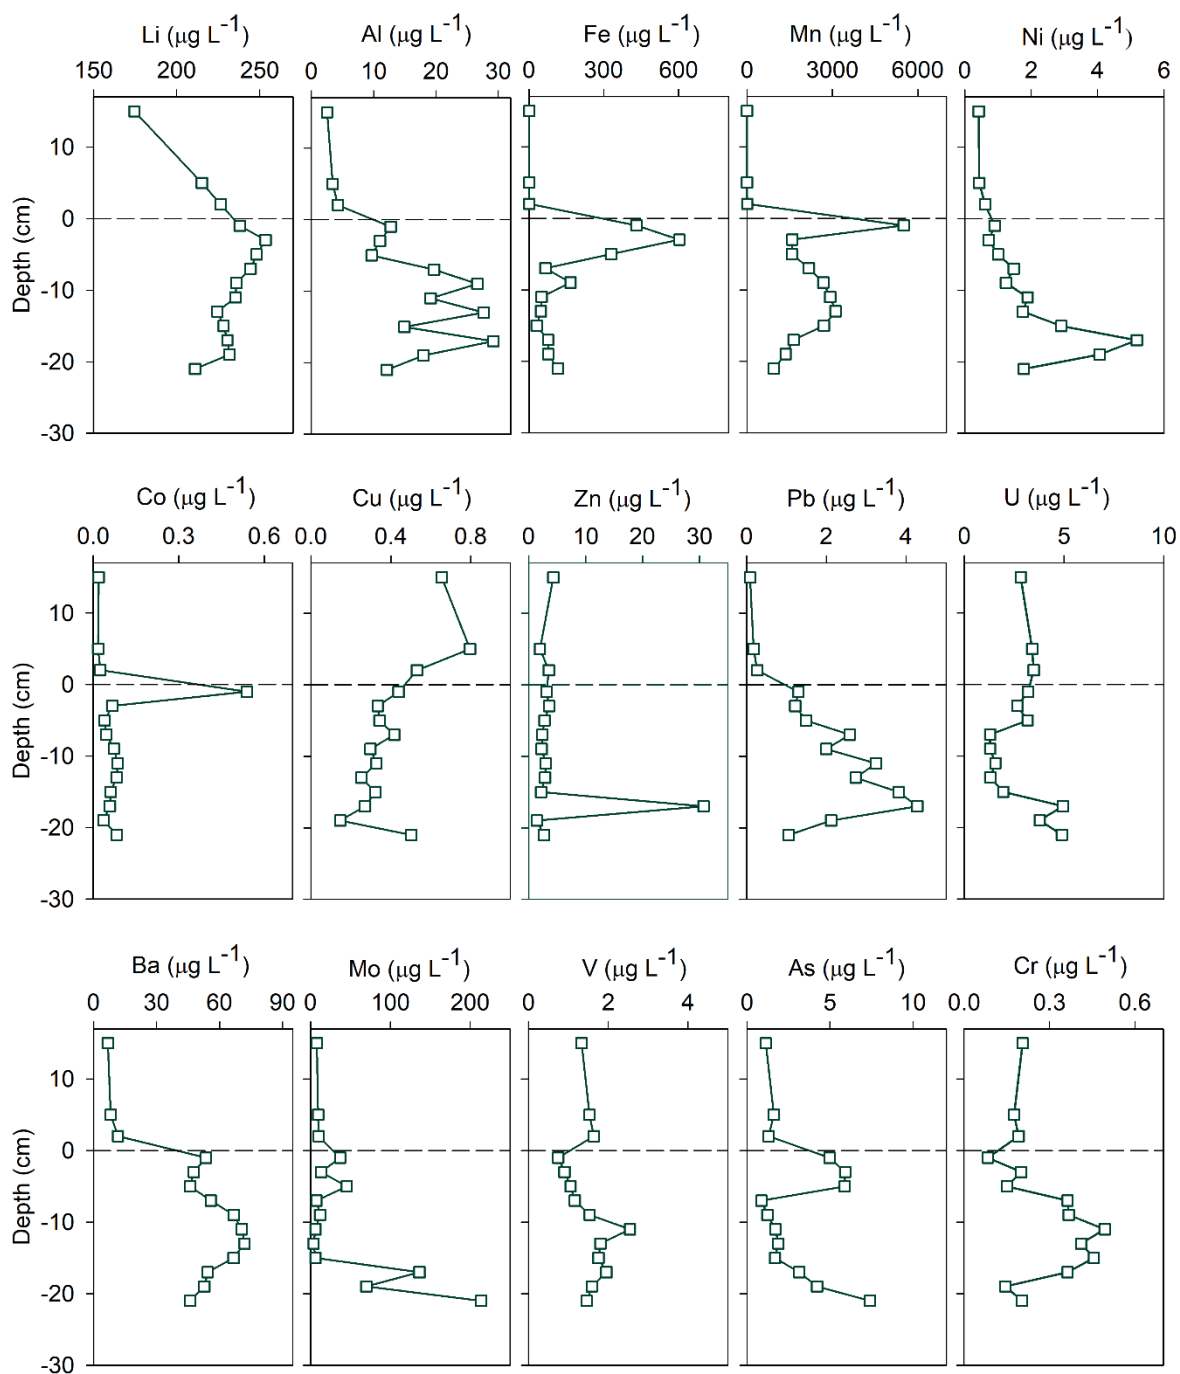 Li (μg L⁻¹) Al (μg L⁻¹) Fe (μg L⁻¹) Mn (μg L⁻¹) Ni (μg L⁻¹)
150 200 250 0 10 20 30 0 300 600 0 3000 6000 0 2 4 6
10
0
-10
-20
-30
Depth (cm)
Co (μg L⁻¹) Cu (μg L⁻¹) Zn (μg L⁻¹) Pb (μg L⁻¹) U (μg L⁻¹)
0.0 0.3 0.6 0.0 0.4 0.8 0 10 20 30 0 2 4 0 5 10
10
0
-10
-20
-30
Depth (cm)
Ba (μg L⁻¹) Mo (μg L⁻¹) V (μg L⁻¹) As (μg L⁻¹) Cr (μg L⁻¹)
0 30 60 90 0 100 200 0 2 4 0 5 10 0.0 0.3 0.6
10
0
-10
-20
-30
Depth (cm)